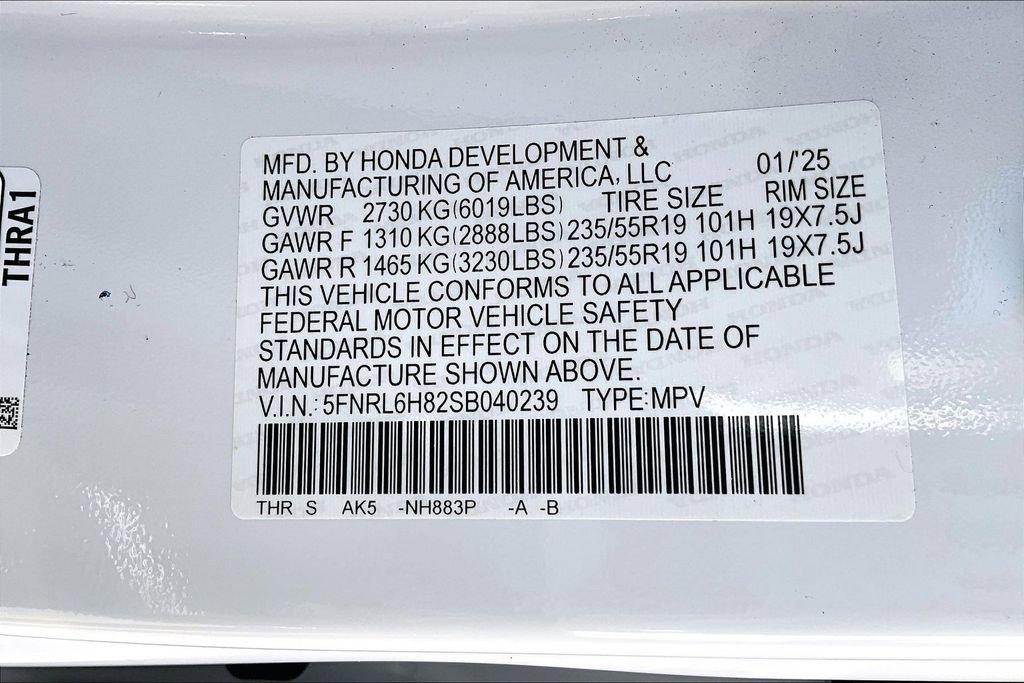 MFD. BY HONDA DEVELOPMENT &
MANUFACTURING OF AMERICA, LLC 01/'25
GVWR 2730 KG(6019LBS) TIRE SIZE RIM SIZE
GAWR F 1310 KG(2888LBS) 235/55R19 101H 19X7.5J
GAWR R 1465 KG(3230LBS) 235/55R19 101H 19X7.5J
THIS VEHICLE CONFORMS TO ALL APPLICABLE
FEDERAL MOTOR VEHICLE SAFETY
STANDARDS IN EFFECT ON THE DATE OF
MANUFACTURE SHOWN ABOVE.
V.I.N.: 5FNRL6H82SB040239 TYPE:MPV
THR S AK5 -NH883P -A -B
THRA1